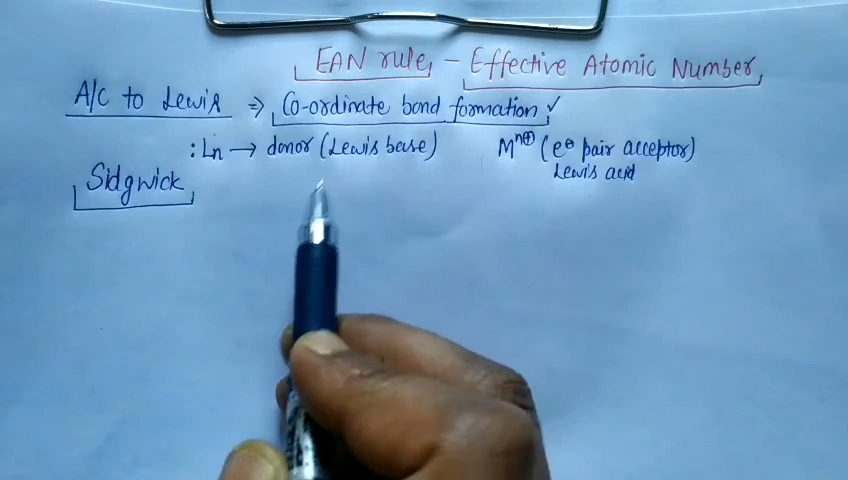 EAN rule - Effective Atomic Number
A/c to Lewis ⇒ Co-ordinate bond formation ✓
:Ln → donor (Lewis base) Mⁿ⊕ (e⊖ pair acceptor)
Lewis acid
Sidgwick